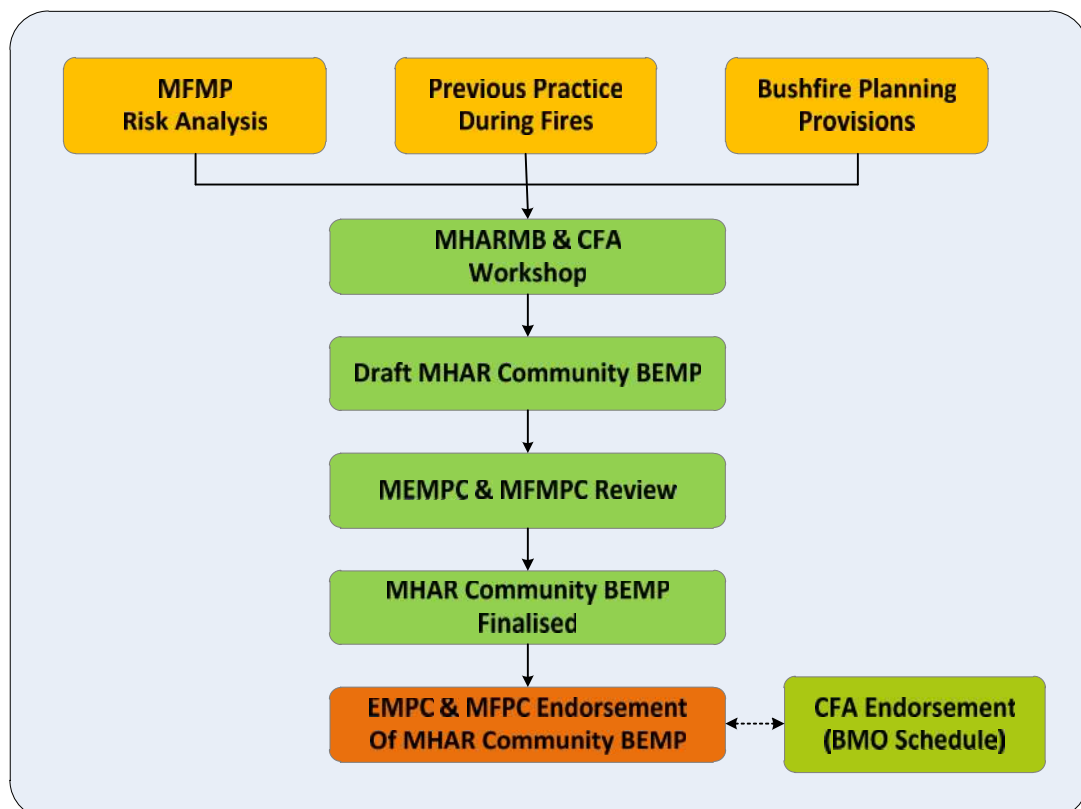 MFMP
Risk Analysis
Previous Practice
During Fires
Bushfire Planning
Provisions
MHARMB & CFA
Workshop
Draft MHAR Community BEMP
MEMPC & MFMPC Review
MHAR Community BEMP
Finalised
EMPC & MFPC Endorsement
Of MHAR Community BEMP
CFA Endorsement
(BMO Schedule)